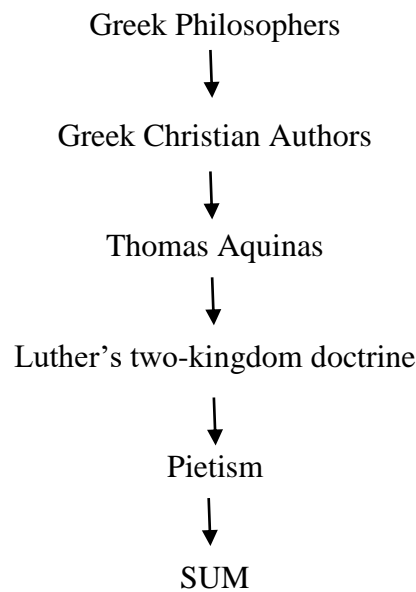 Greek Philosophers
Greek Christian Authors
Thomas Aquinas
Luther’s two-kingdom doctrine
Pietism
SUM